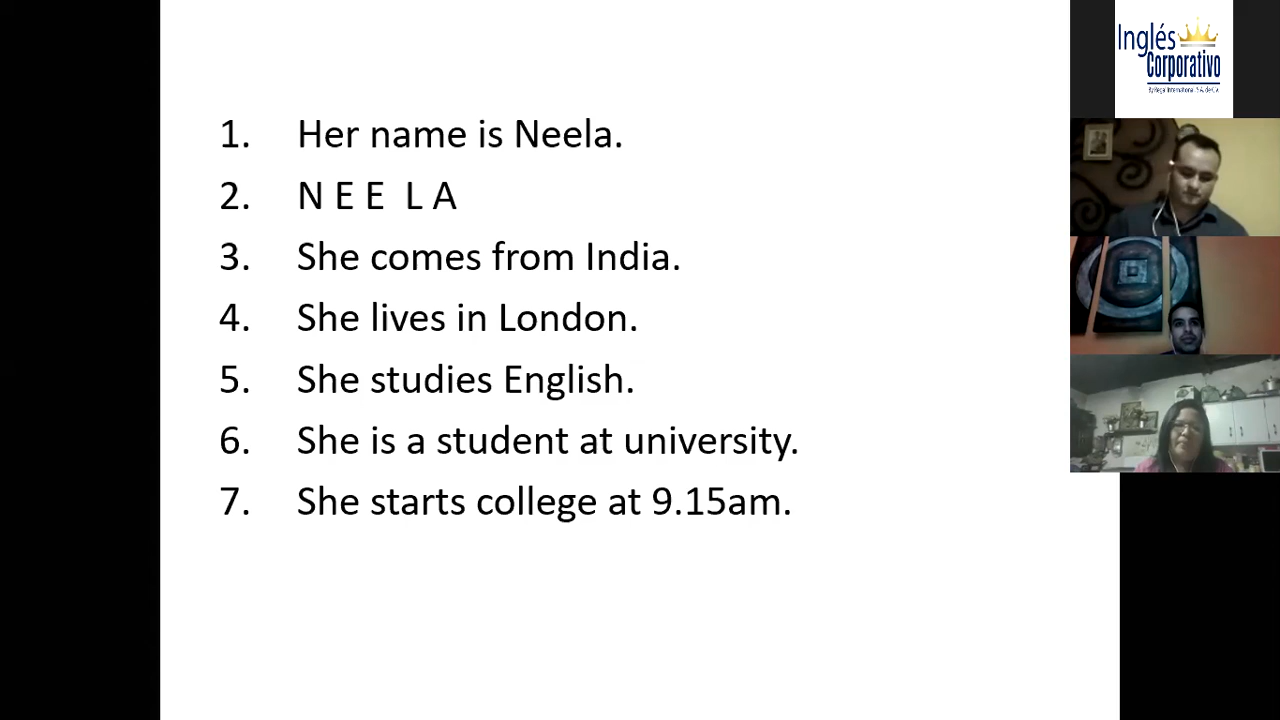 1. Her name is Neela.
2. N E E L A
3. She comes from India.
4. She lives in London.
5. She studies English.
6. She is a student at university.
7. She starts college at 9.15am.
Inglés
Corporativo